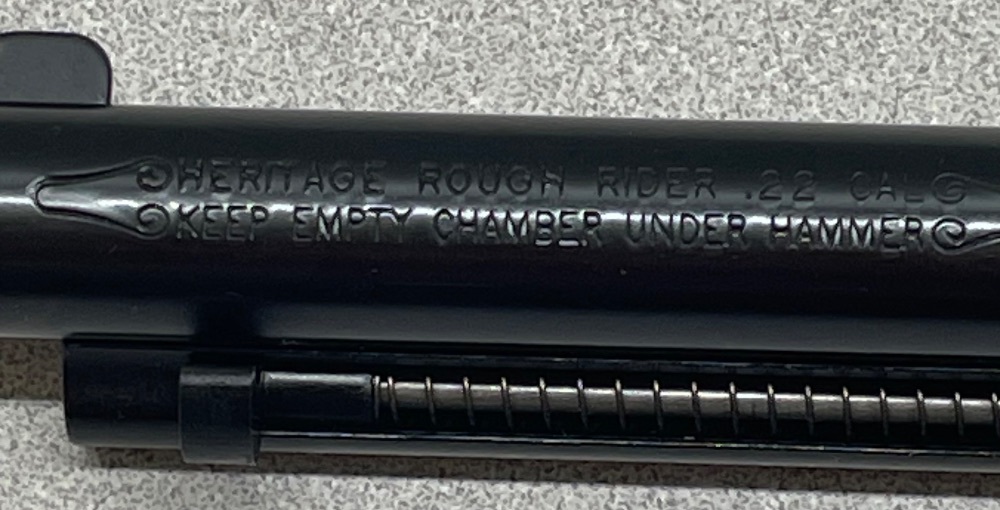 HERITAGE ROUGH RIDER .22 CAL
KEEP EMPTY CHAMBER UNDER HAMMER